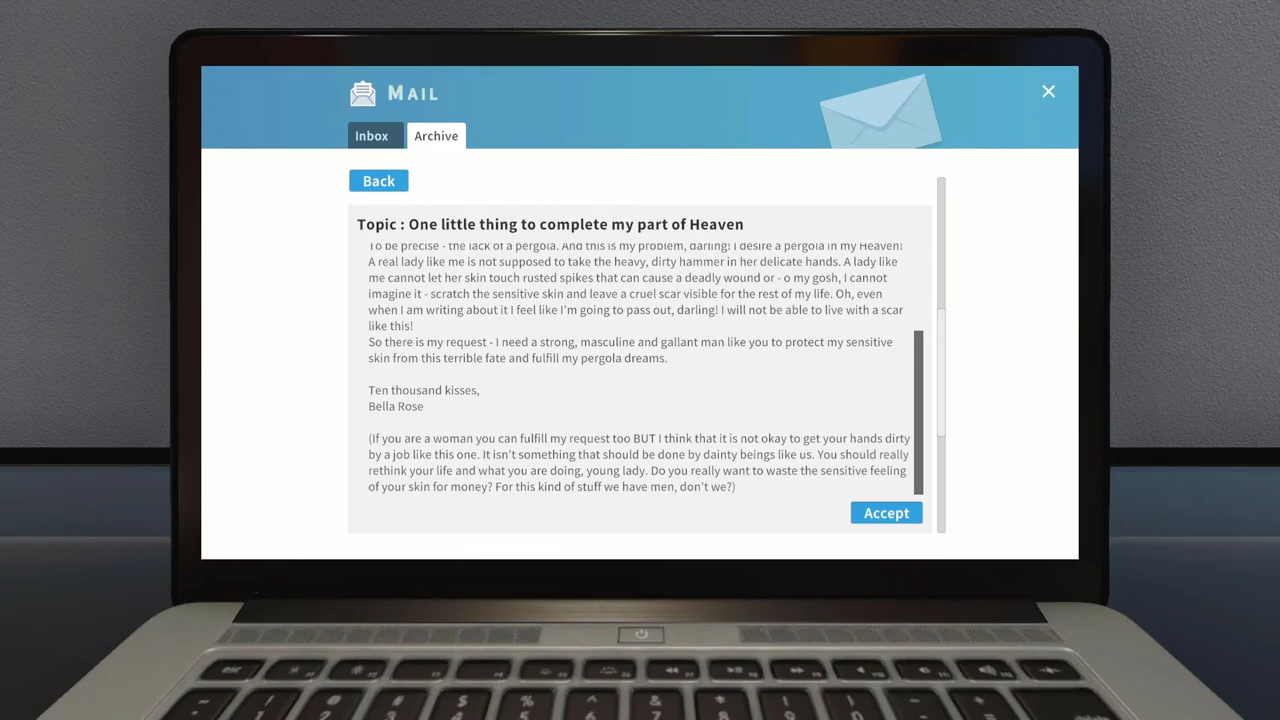 MAIL
Inbox
Archive
Back
Topic : One little thing to complete my part of Heaven
To be precise - the lack of a pergola. And this is my problem, darling! I desire a pergola in my Heaven!
A real lady like me is not supposed to take the heavy, dirty hammer in her delicate hands. A lady like
me cannot let her skin touch rusted spikes that can cause a deadly wound or - o my gosh, I cannot
imagine it - scratch the sensitive skin and leave a cruel scar visible for the rest of my life. Oh, even
when I am writing about it I feel like I'm going to pass out, darling! I will not be able to live with a scar
like this!
So there is my request - I need a strong, masculine and gallant man like you to protect my sensitive
skin from this terrible fate and fulfill my pergola dreams.
Ten thousand kisses,
Bella Rose
(If you are a woman you can fulfill my request too BUT I think that it is not okay to get your hands dirty
by a job like this one. It isn't something that should be done by dainty beings like us. You should really
rethink your life and what you are doing, young lady. Do you really want to waste the sensitive feeling
of your skin for money? For this kind of stuff we have men, don't we?)
Accept
esc